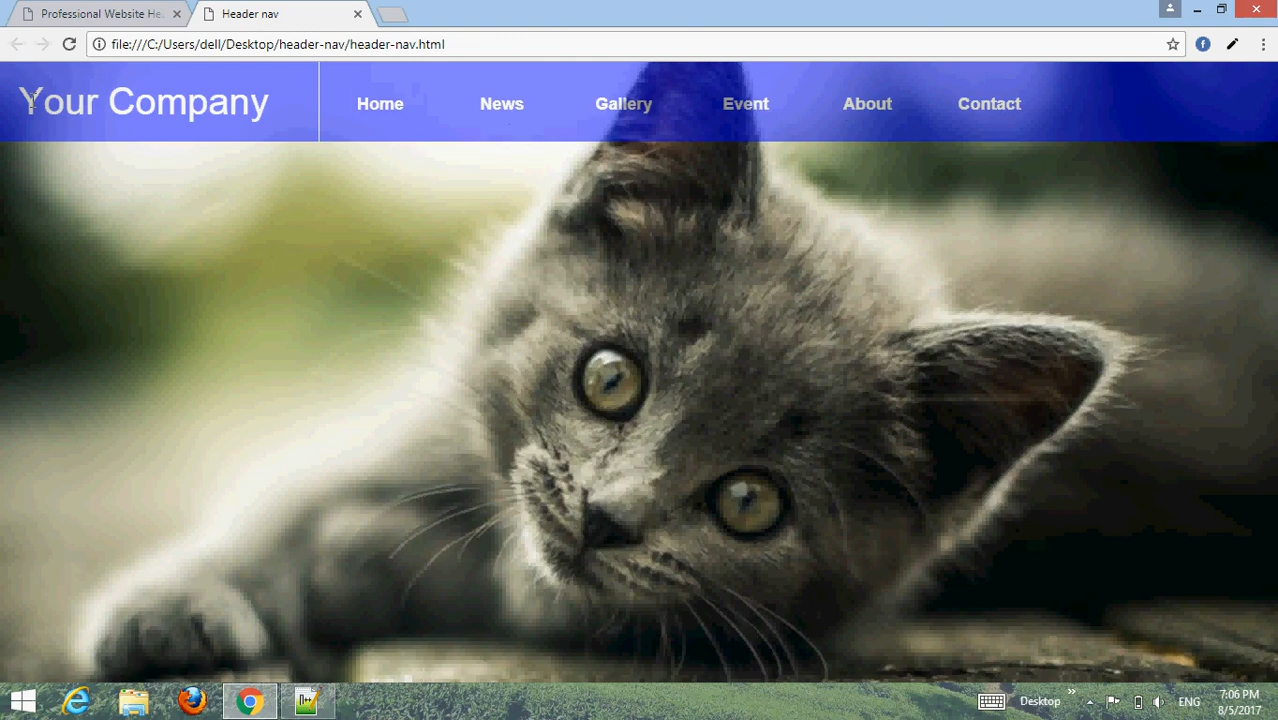 Professional Website He
Header nav
file:///C:/Users/dell/Desktop/header-nav/header-nav.html
Your Company
Home News Gallery Event About Contact
Desktop
ENG
7:06 PM
8/5/2017